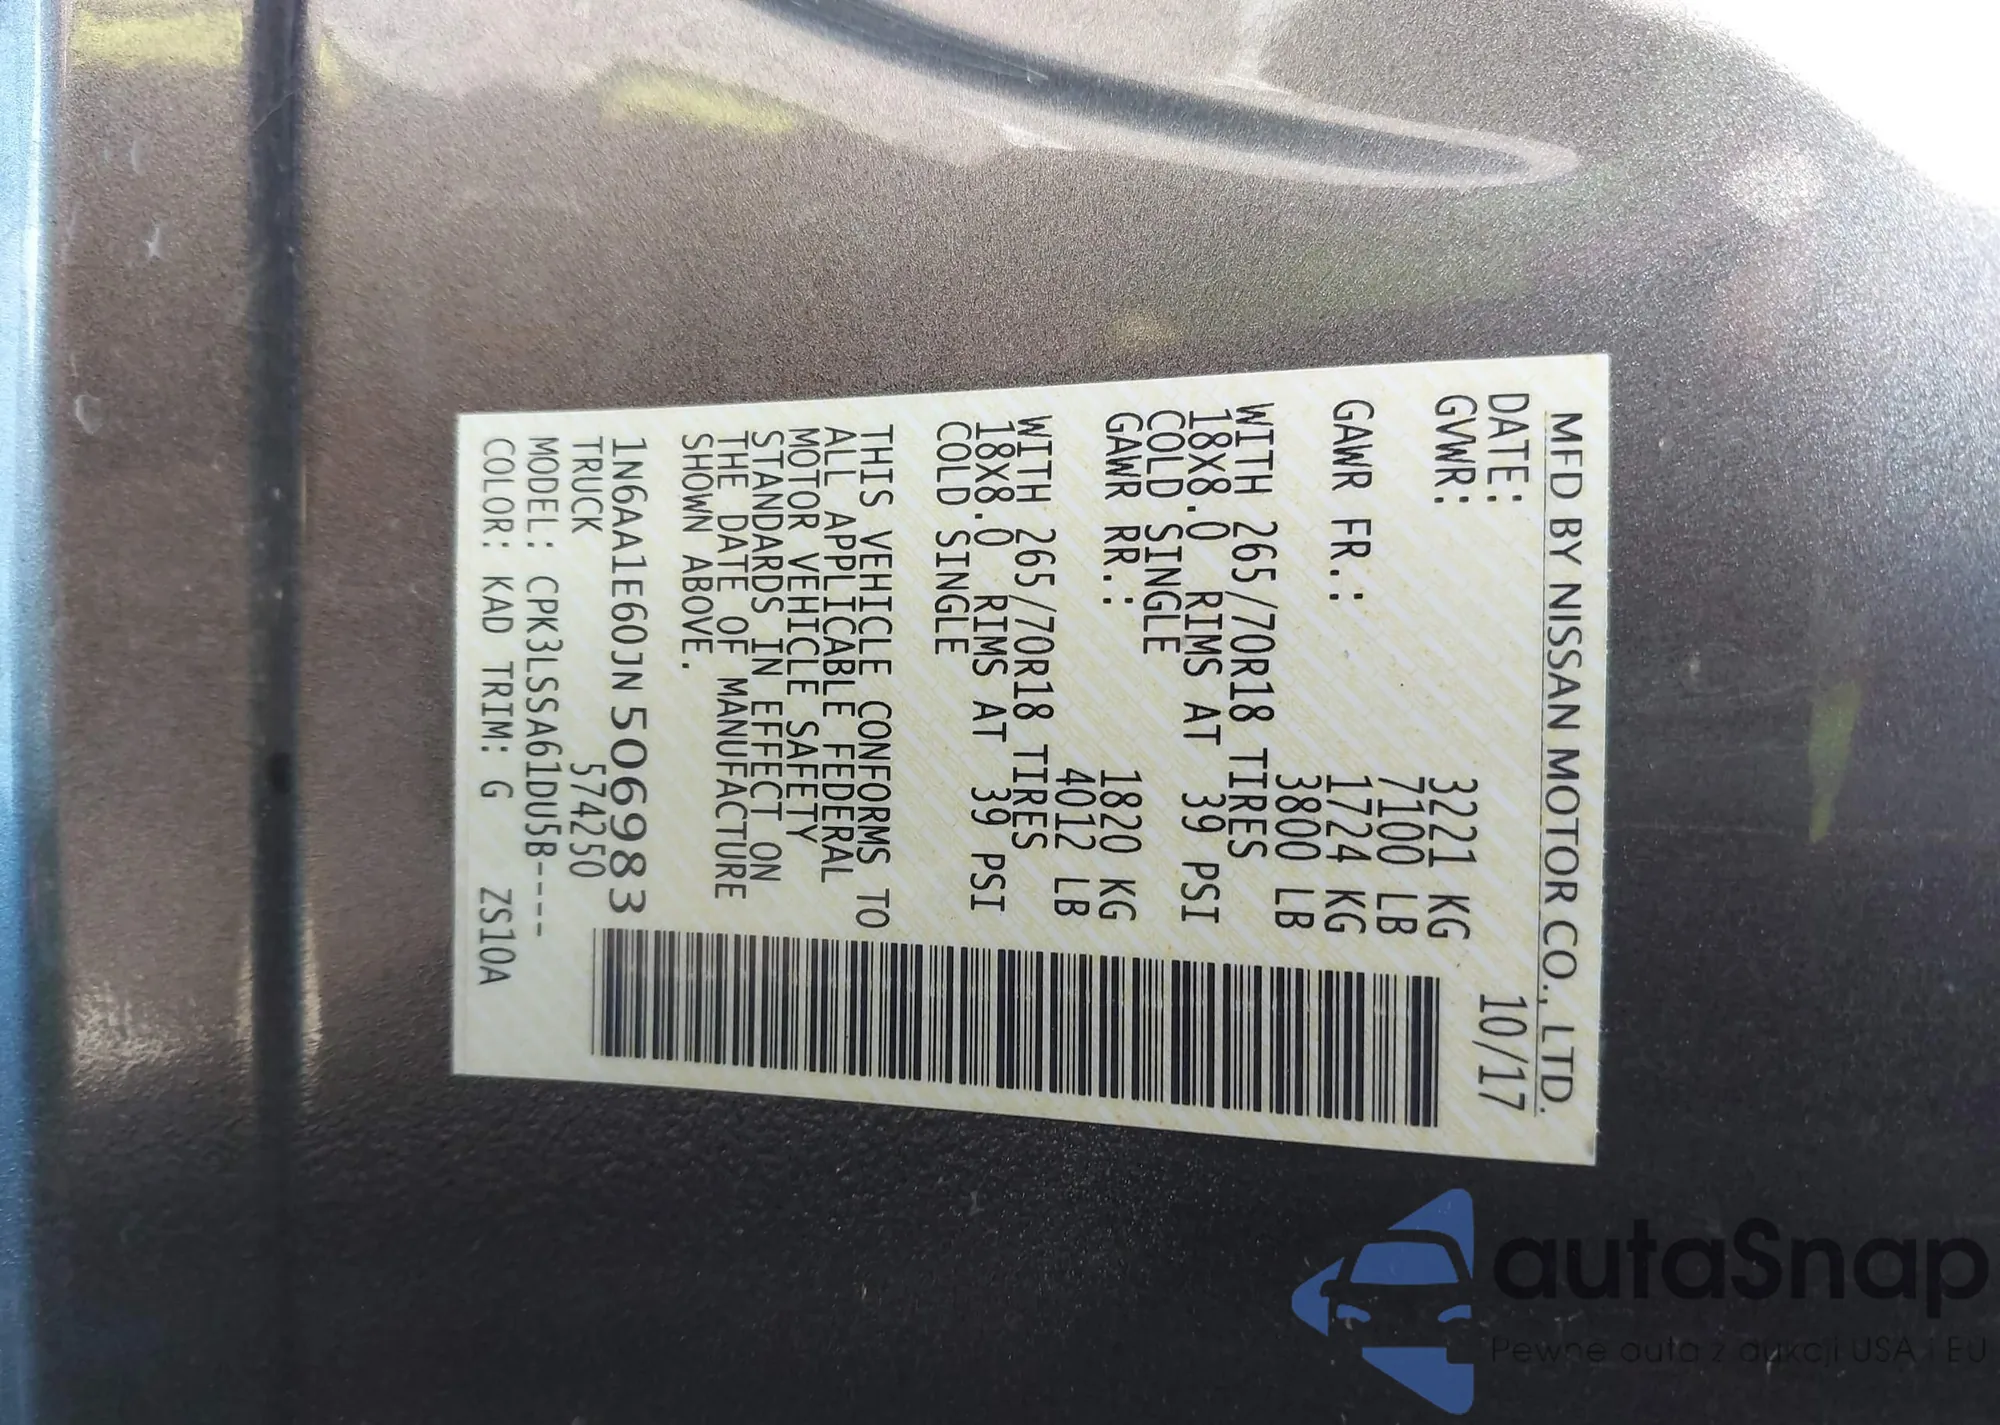 MFD BY NISSAN MOTOR CO., LTD.
DATE: 10/17
GVWR: 3221 KG
7100 LB
GAWR FR.: 1724 KG
3800 LB
WITH 265/70R18 TIRES
18X8.0 RIMS AT 39 PSI
COLD SINGLE
GAWR RR.: 1820 KG
4012 LB
WITH 265/70R18 TIRES
18X8.0 RIMS AT 39 PSI
COLD SINGLE
THIS VEHICLE CONFORMS TO
ALL APPLICABLE FEDERAL
MOTOR VEHICLE SAFETY
STANDARDS IN EFFECT ON
THE DATE OF MANUFACTURE
SHOWN ABOVE.
1N6AA1E60JN506983
TRUCK 574250
MODEL: CPK3LSSA61DU5B----
COLOR: KAD TRIM: G ZS10A
autaSnap
Pewne auta z aukcji USA i EU